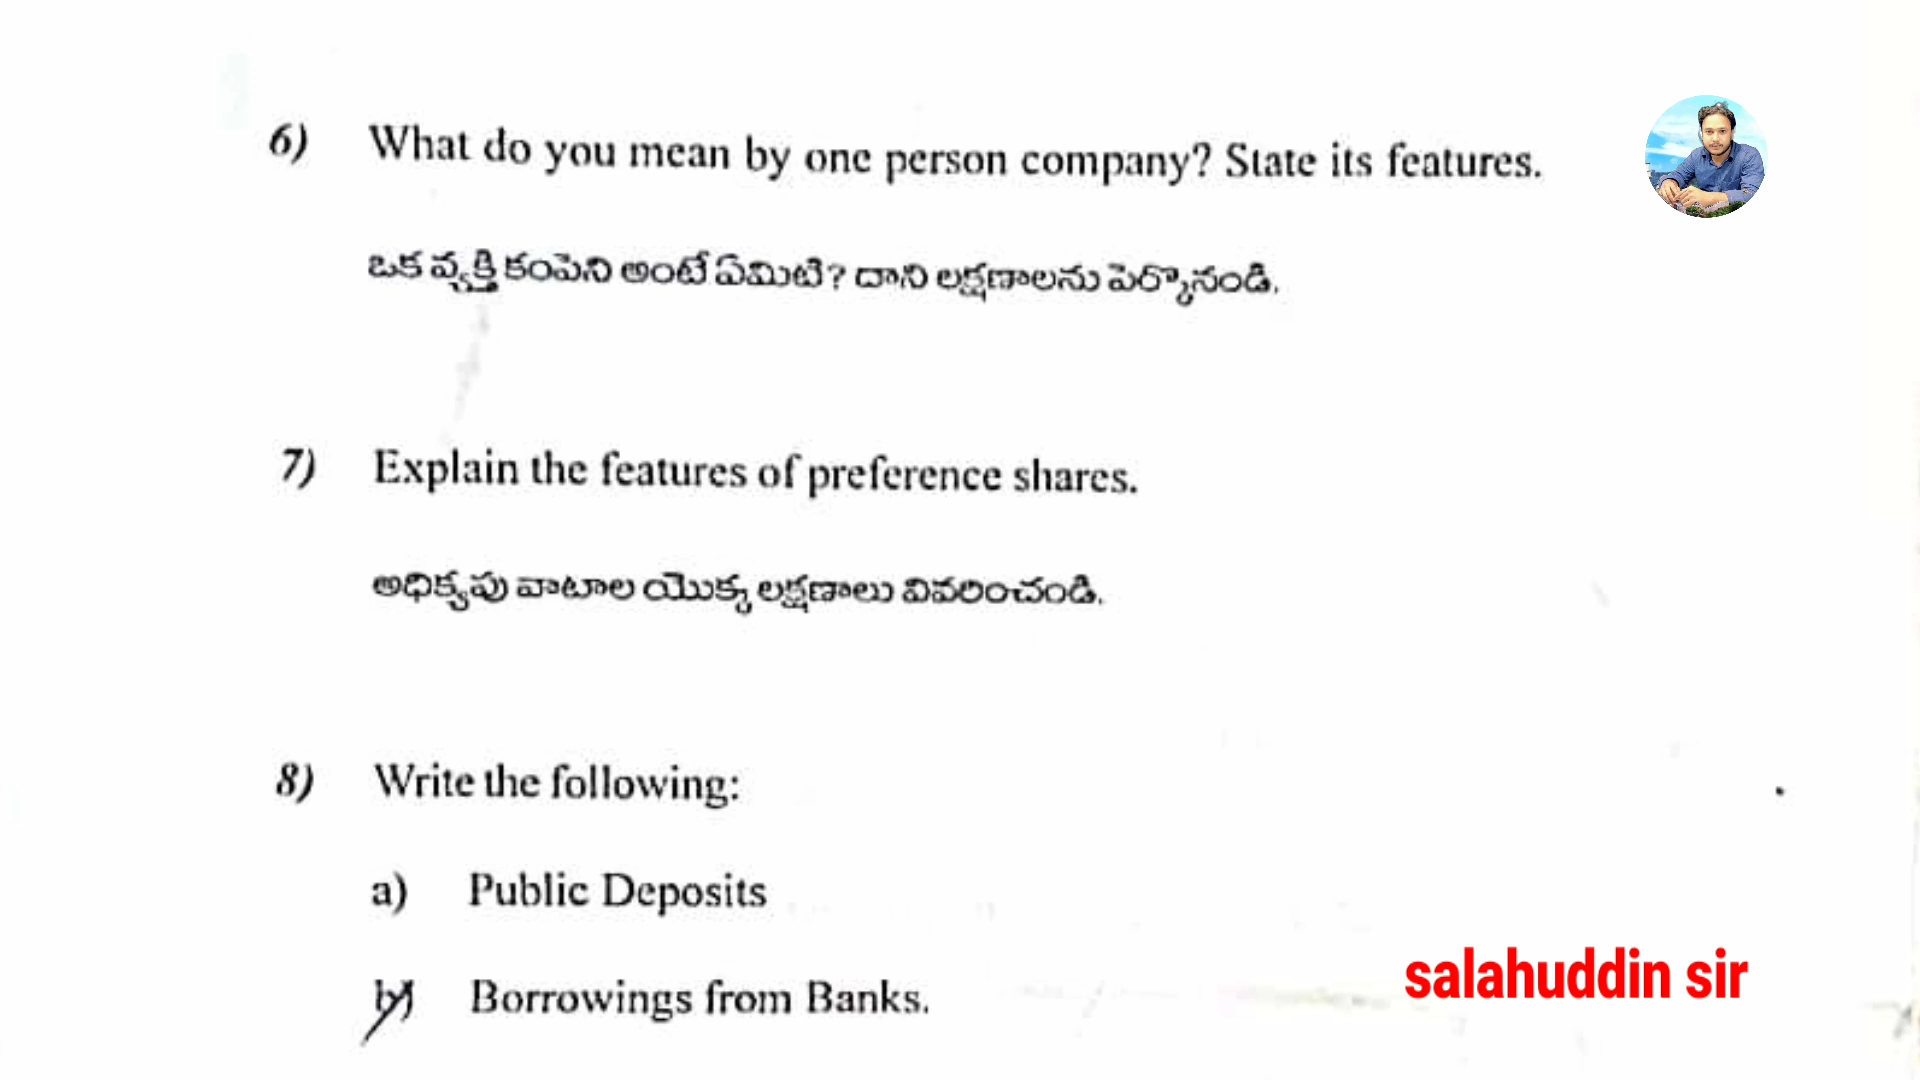 6) What do you mean by one person company? State its features.
ఒక వ్యక్తి కంపెని అంటే ఏమిటి? దాని లక్షణాలను పెర్కొనండి.
7) Explain the features of preference shares.
అధిక్యపు వాటాల యొక్క లక్షణాలు వివరించండి.
8) Write the following:
a) Public Deposits
b) Borrowings from Banks.
salahuddin sir